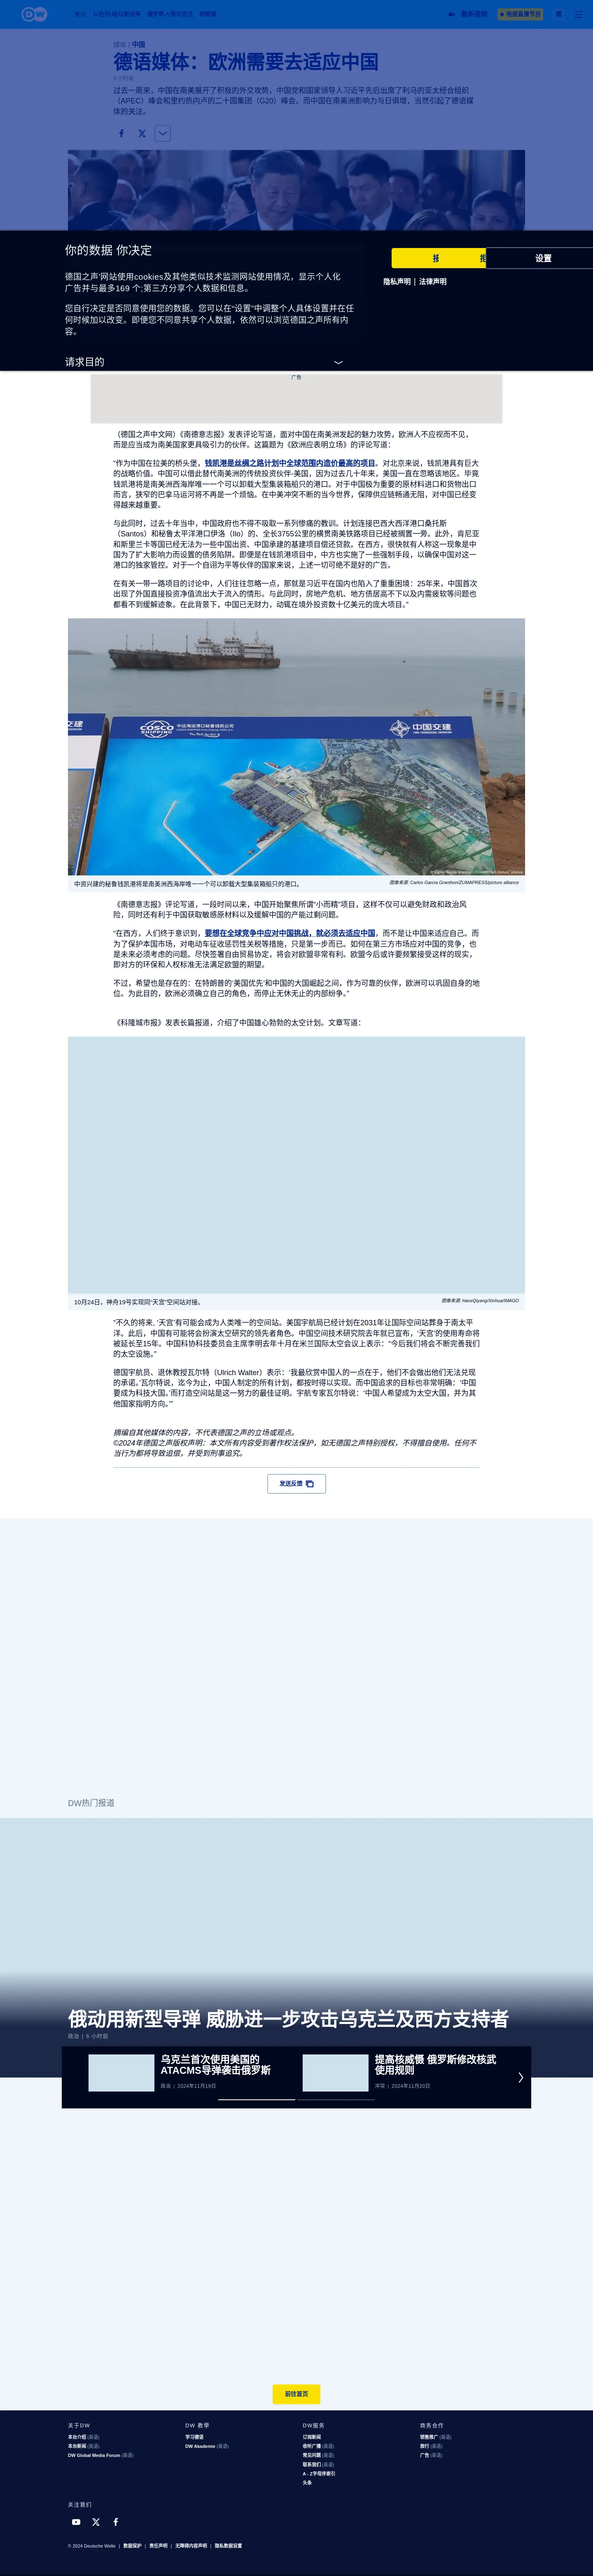 DW
最新视频
电视直播节目
繁
媒体 | 中国
德语媒体：欧洲需要去适应中国
过去一周来，中国在南美展开了积极的外交攻势，中国党和国家领导人习近平先后出席了利马的亚太经合组织
（APEC）峰会和里约热内卢的二十国集团（G20）峰会。而中国在南美洲影响力与日俱增，当然引起了德语媒
体的关注。
你的数据 你决定
设置
隐私声明 | 法律声明
德国之声'网站使用cookies及其他类似技术监测网站使用情况，显示个人化
广告并与最多169 个;第三方分享个人数据和信息。
您自行决定是否同意使用您的数据。您可以在“设置”中调整个人具体设置并在任
何时候加以改变。即便您不同意共享个人数据，依然可以浏览德国之声所有内
容。
请求目的
广告
（德国之声中文网）《南德意志报》发表评论写道，面对中国在南美洲发起的魅力攻势，欧洲人不应视而不见，
而是应当成为南美国家更具吸引力的伙伴。这篇题为《欧洲应表明立场》的评论写道：
“作为中国在拉美的桥头堡，钱凯港是丝绸之路计划中全球范围内造价最高的项目。对北京来说，钱凯港具有巨大
的战略价值。中国可以借此替代南美洲的传统投资伙伴-美国，因为过去几十年来，美国一直在忽略该地区。毕竟
钱凯港将是南美洲西海岸唯一一个可以卸载大型集装箱船只的港口。对于中国极为重要的原材料进口和货物出口
而言，狭窄的巴拿马运河将不再是一个烦恼。在中美冲突不断的当今世界，保障供应链畅通无阻，对中国已经变
得越来越重要。
与此同时，过去十年当中，中国政府也不得不吸取一系列惨痛的教训。计划连接巴西大西洋港口桑托斯
（Santos）和秘鲁太平洋港口伊洛（Ilo）的、全长3755公里的横贯南美铁路项目已经被搁置一旁。此外，肯尼亚
和斯里兰卡等国已经无法为一些中国出资、中国承建的基建项目偿还贷款。在西方，很快就有人称这一现象是中
国为了扩大影响力而设置的债务陷阱。即便是在钱凯港项目中，中方也实施了一些强制手段，以确保中国对这一
港口的独家管控。对于一个自诩为平等伙伴的国家来说，上述一切可绝不是好的广告。
在有关一带一路项目的讨论中，人们往往忽略一点，那就是习近平在国内也陷入了重重困境：25年来，中国首次
出现了外国直接投资净值流出大于流入的情形。与此同时，房地产危机、地方债居高不下以及内需疲软等问题也
都看不到缓解迹象。在此背景下，中国已无财力，动辄在境外投资数十亿美元的庞大项目。”
COSCO
SHIPPING
中远海运港口秘鲁钱凯公司
中国交建
中资兴建的秘鲁钱凯港将是南美洲西海岸唯一一个可以卸载大型集装箱船只的港口。
图像来源: Carlos Garcia Granthon/ZUMAPRESS/picture alliance
《南德意志报》评论写道，一段时间以来，中国开始聚焦所谓“小而精”项目，这样不仅可以避免财政和政治风
险，同时还有利于中国获取敏感原材料以及缓解中国的产能过剩问题。
“在西方，人们终于意识到，要想在全球竞争中应对中国挑战，就必须去适应中国，而不是让中国来适应自己。而
为了保护本国市场，对电动车征收惩罚性关税等措施，只是第一步而已。如何在第三方市场应对中国的竞争，也
是未来必须考虑的问题。尽快签署自由贸易协定，将会对欧盟非常有利。欧盟今后或许要频繁接受这样的现实，
即对方的环保和人权标准无法满足欧盟的期望。
不过，希望也是存在的：在特朗普的‘美国优先’和中国的大国崛起之间，作为可靠的伙伴，欧洲可以巩固自身的地
位。为此目的，欧洲必须确立自己的角色，而停止无休无止的内部纷争。”
《科隆城市报》发表长篇报道，介绍了中国雄心勃勃的太空计划。文章写道：
10月24日，神舟19号实现同“天宫”空间站对接。
图像来源: HanxQiyang/Xinhua/IMAGO
“不久的将来，‘天宫’有可能会成为人类唯一的空间站。美国宇航局已经计划在2031年让国际空间站葬身于南太平
洋。此后，中国有可能将会扮演太空研究的领先者角色。中国空间技术研究院去年就已宣布，‘天宫’的使用寿命将
被延长至15年。中国科协科技委员会主席李明去年十月在米兰国际太空会议上表示：“今后我们将会不断完善我们
的太空设施。”
德国宇航员、退休教授瓦尔特（Ulrich Walter）表示：‘我最欣赏中国人的一点在于，他们不会做出他们无法兑现
的承诺。’瓦尔特说，迄今为止，中国人制定的所有计划，都按时得以实现。而中国追求的目标也非常明确：‘中国
要成为科技大国。’而打造空间站是这一努力的最佳证明。宇航专家瓦尔特说：‘中国人希望成为太空大国，并为其
他国家指明方向。’“
摘编自其他媒体的内容，不代表德国之声的立场或观点。
©2024年德国之声版权声明：本文所有内容受到著作权法保护，如无德国之声特别授权，不得擅自使用。任何不
当行为都将导致追偿，并受到刑事追究。
发送反馈
DW热门报道
俄动用新型导弹 威胁进一步攻击乌克兰及西方支持者
政治 | 6 小时前
乌克兰首次使用美国的
ATACMS导弹袭击俄罗斯
政治 | 2024年11月19日
提高核威慑 俄罗斯修改核武
使用规则
冲突 | 2024年11月20日
前往首页
关于DW
本台介绍 (英语)
本台新闻 (英语)
DW Global Media Forum (英语)
DW 教学
学习德语
DW Akademie (英语)
DW服务
订阅新闻
收听广播 (英语)
常见问题 (英语)
联系我们 (英语)
A - Z字母序索引
头条
商务合作
销售推广 (英语)
旅行 (英语)
广告 (英语)
关注我们
© 2024 Deutsche Welle | 数据保护 | 责任声明 | 无障碍内容声明 | 隐私数据设置